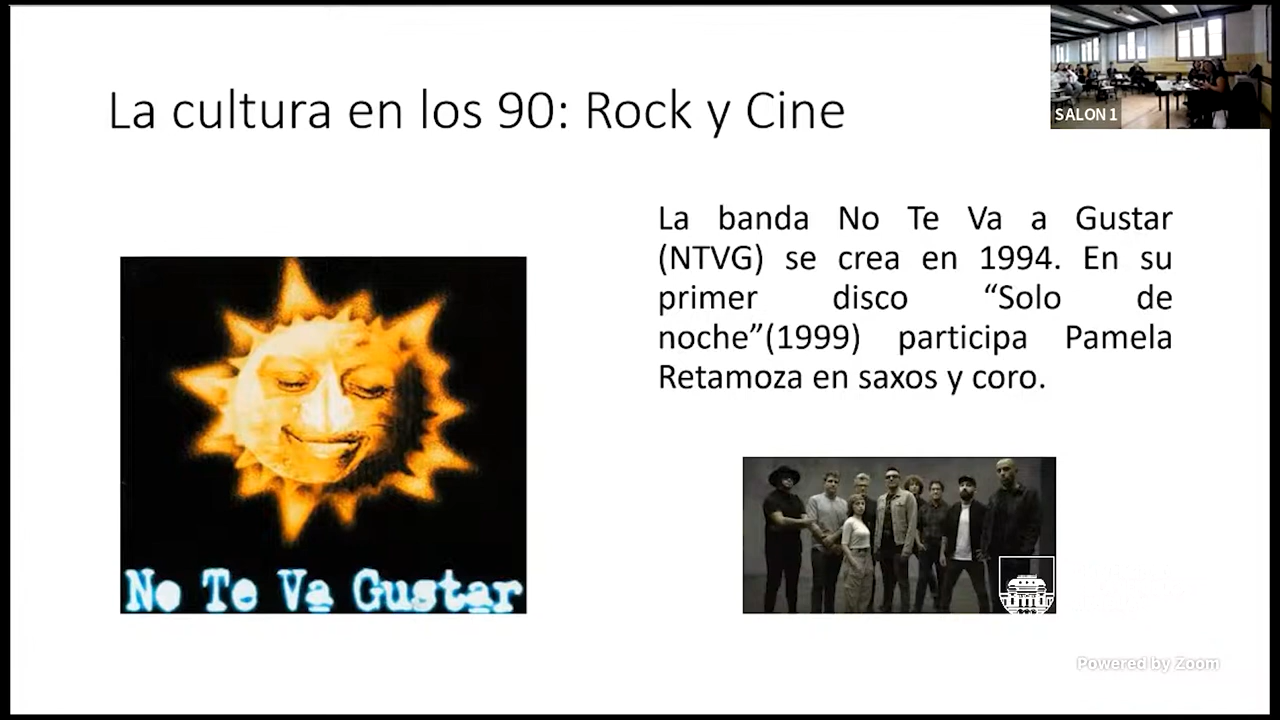 La cultura en los 90: Rock y Cine
SALON 1
La banda No Te Va a Gustar
(NTVG) se crea en 1994. En su
primer disco “Solo de
noche”(1999) participa Pamela
Retamoza en saxos y coro.
No Te Va Gustar
Powered by Zoom